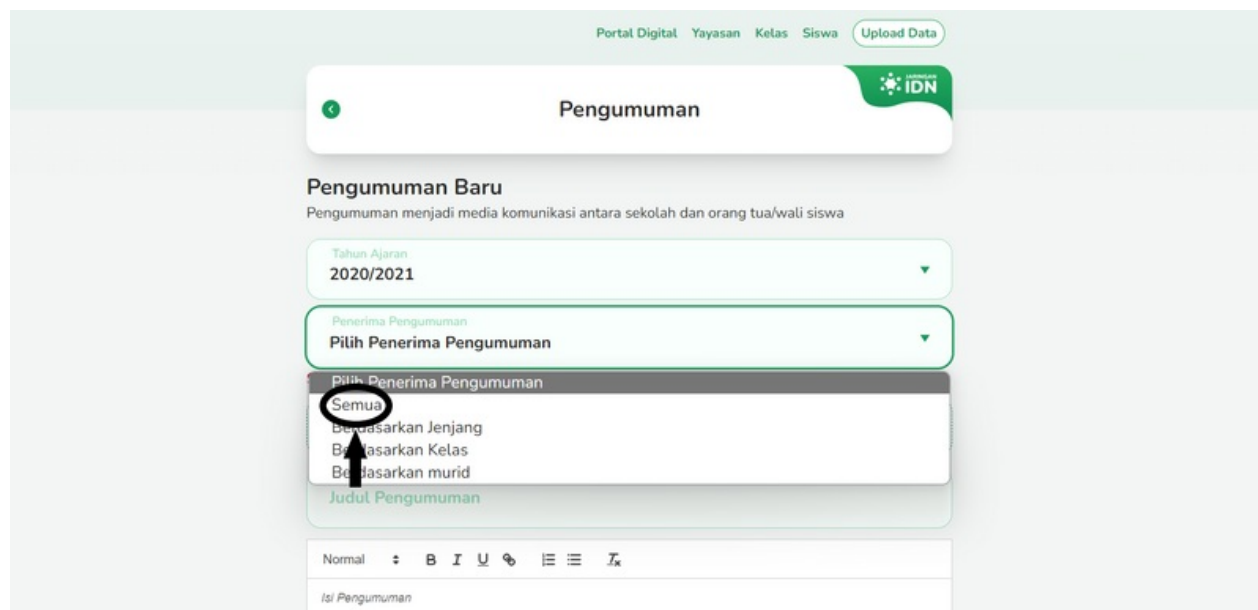 Portal Digital Yayasan Kelas Siswa Upload Data
JARINGAN
IDN
Pengumuman
Pengumuman Baru
Pengumuman menjadi media komunikasi antara sekolah dan orang tua/wali siswa
Tahun Ajaran
2020/2021
Penerima Pengumuman
Pilih Penerima Pengumuman
Pilih Penerima Pengumuman
Semua
Berdasarkan Jenjang
Berdasarkan Kelas
Berdasarkan murid
Judul Pengumuman
Normal B I U
Isi Pengumuman